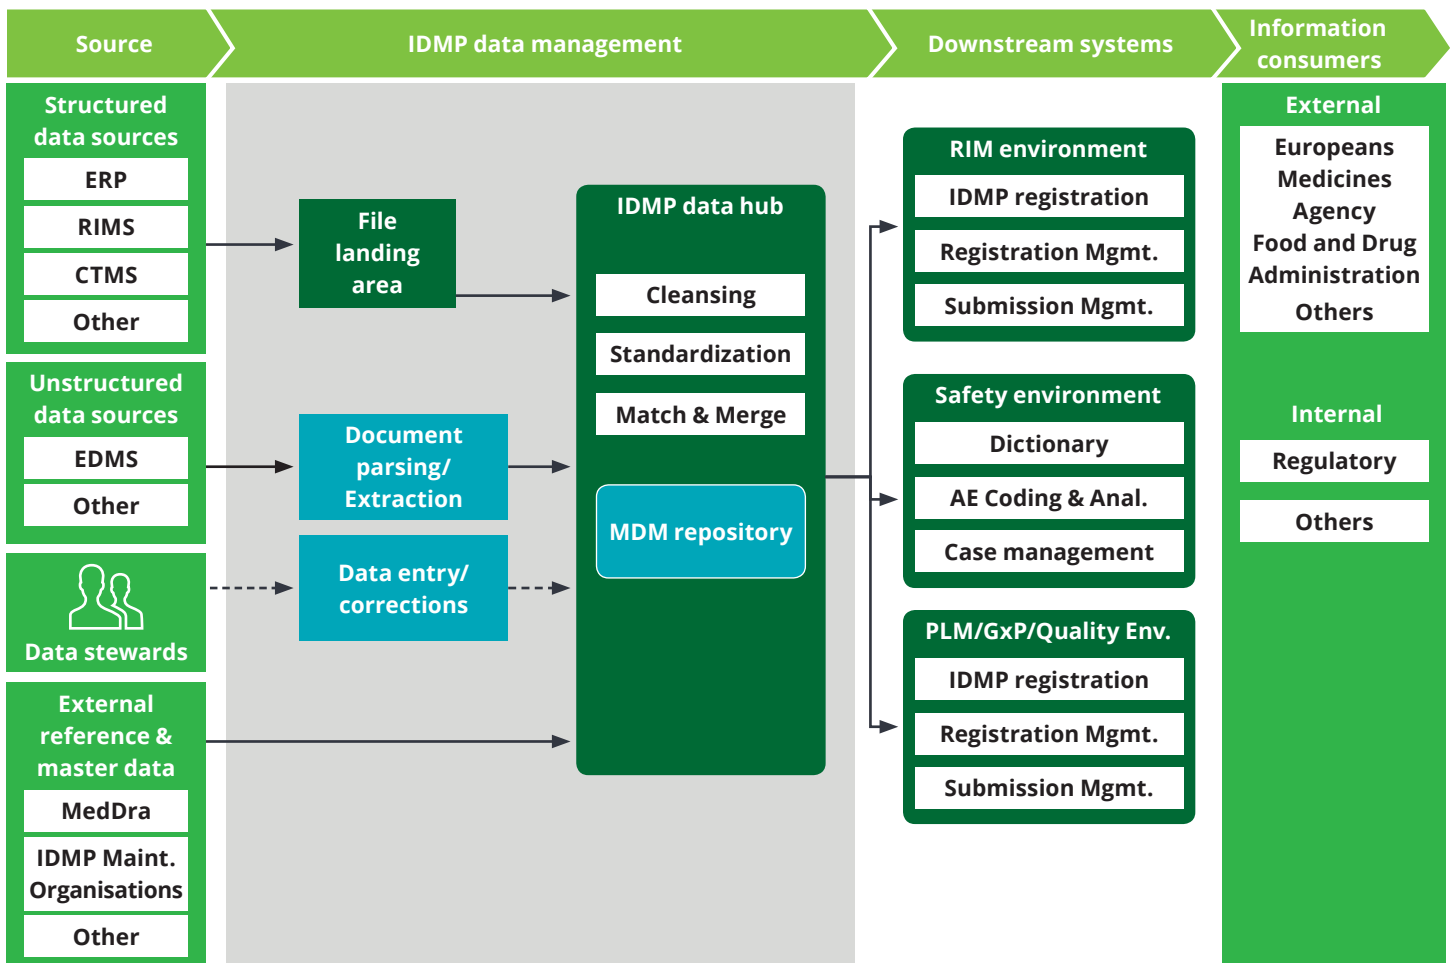 Source
IDMP data management
Downstream systems
Information
consumers
Structured
data sources
ERP
RIMS
CTMS
Other
Unstructured
data sources
EDMS
Other
Data stewards
External
reference &
master data
MedDra
IDMP Maint.
Organisations
Other
File
landing
area
Document
parsing/
Extraction
Data entry/
corrections
IDMP data hub
Cleansing
Standardization
Match & Merge
MDM repository
RIM environment
IDMP registration
Registration Mgmt.
Submission Mgmt.
Safety environment
Dictionary
AE Coding & Anal.
Case management
PLM/GxP/Quality Env.
IDMP registration
Registration Mgmt.
Submission Mgmt.
External
Europeans
Medicines
Agency
Food and Drug
Administration
Others
Internal
Regulatory
Others